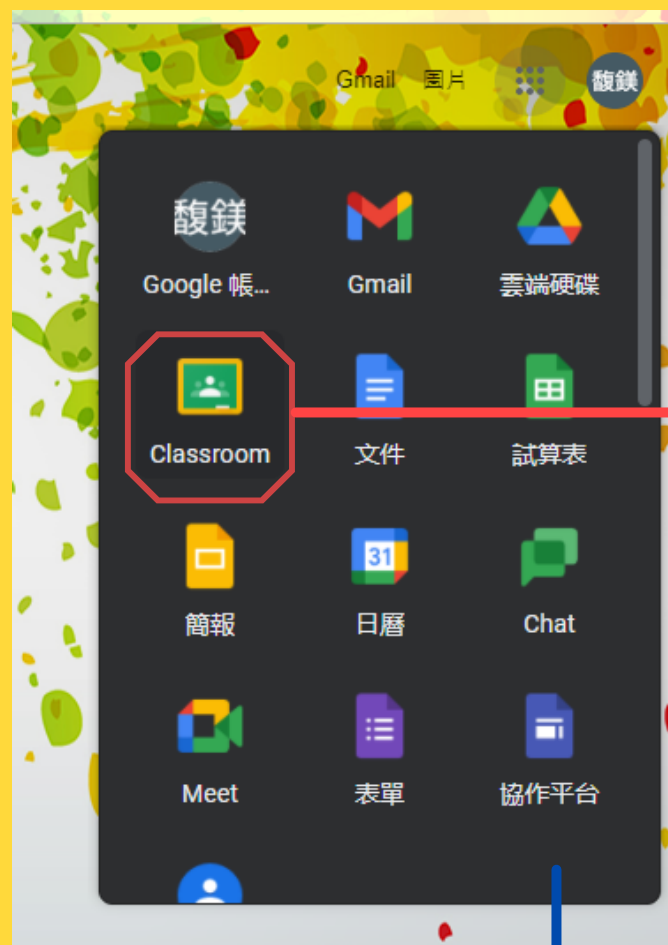 Gmail 圖片 馥鎂
馥鎂
Google 帳... Gmail 雲端硬碟
Classroom 文件 試算表
31
簡報 日曆 Chat
Meet 表單 協作平台